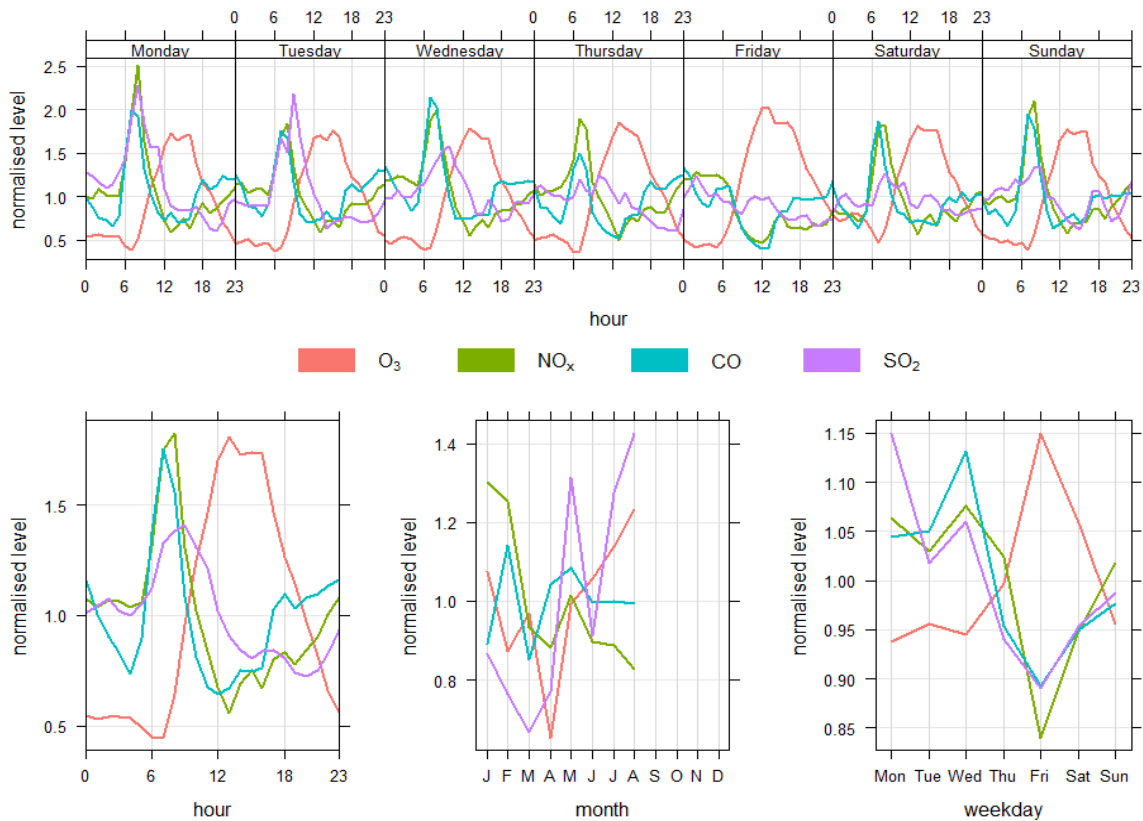 0 6 12 18 23 0 6 12 18 23 0 6 12 18 23
Monday Tuesday Wednesday Thursday Friday Saturday Sunday
2.5
2.0
1.5
1.0
0.5
normalised level
0 6 12 18 23 0 6 12 18 23 0 6 12 18 23 0 6 12 18 23
hour
O₃ NOₓ CO SO₂
1.5
1.0
0.5
normalised level
0 6 12 18 23
hour
1.4
1.2
1.0
0.8
normalised level
J F M A M J J A S O N D
month
1.15
1.10
1.05
1.00
0.95
0.90
0.85
normalised level
Mon Tue Wed Thu Fri Sat Sun
weekday